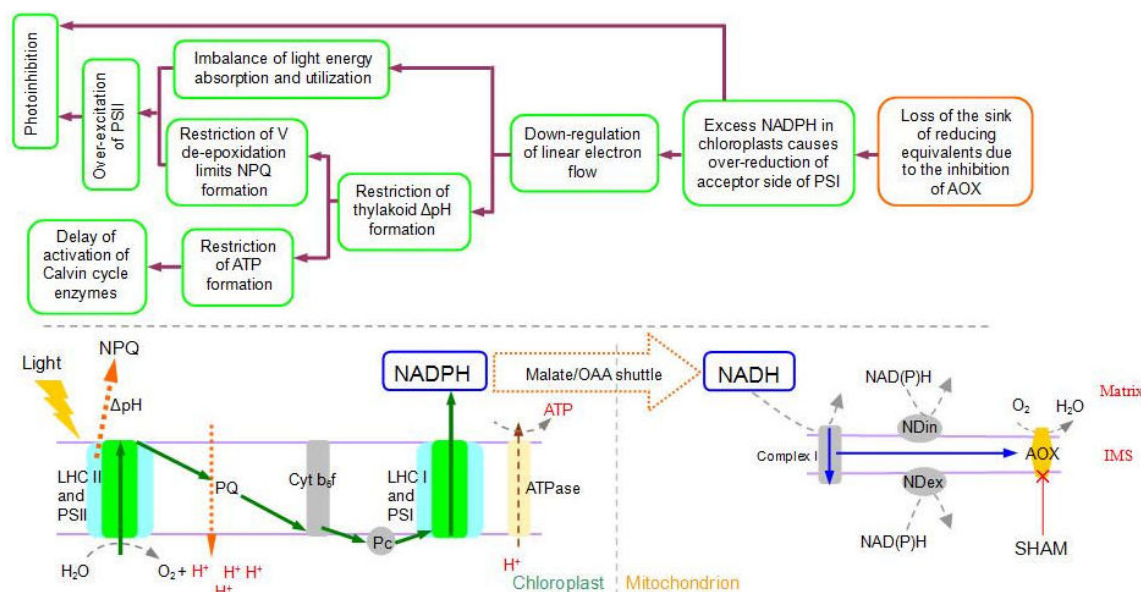 Photoinhibition
Over-excitation
of PSII
Imbalance of light energy
absorption and utilization
Restriction of V
de-epoxidation
limits NPQ
formation
Delay of
activation of
Calvin cycle
enzymes
Restriction
of ATP
formation
Restriction of
thylakoid ΔpH
formation
Down-regulation
of linear electron
flow
Excess NADPH in
chloroplasts causes
over-reduction of
acceptor side of PSI
Loss of the sink
of reducing
equivalents due
to the inhibition
of AOX
Light
NPQ
ΔpH
LHC II
and
PSII
H₂O
O₂ + H⁺
H⁺ H⁺
H⁺
PQ
Cyt b₆f
Pc
LHC I
and
PSI
NADPH
ATP
ATPase
H⁺
Malate/OAA shuttle
Chloroplast
Mitochondrion
NADH
Complex I
NAD(P)H
NDin
NDex
NAD(P)H
O₂
H₂O
AOX
SHAM
Matrix
IMS